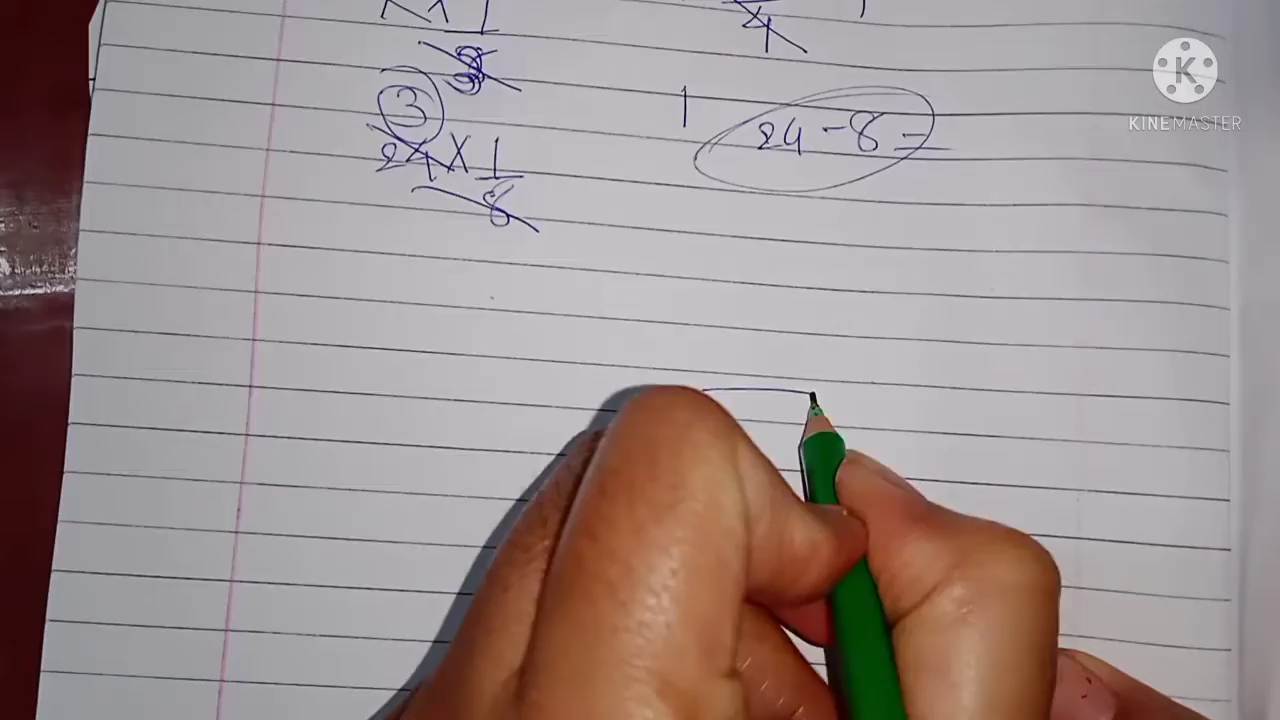 3
24 × 1
8
1
24 - 8 =
K
KINEMASTER